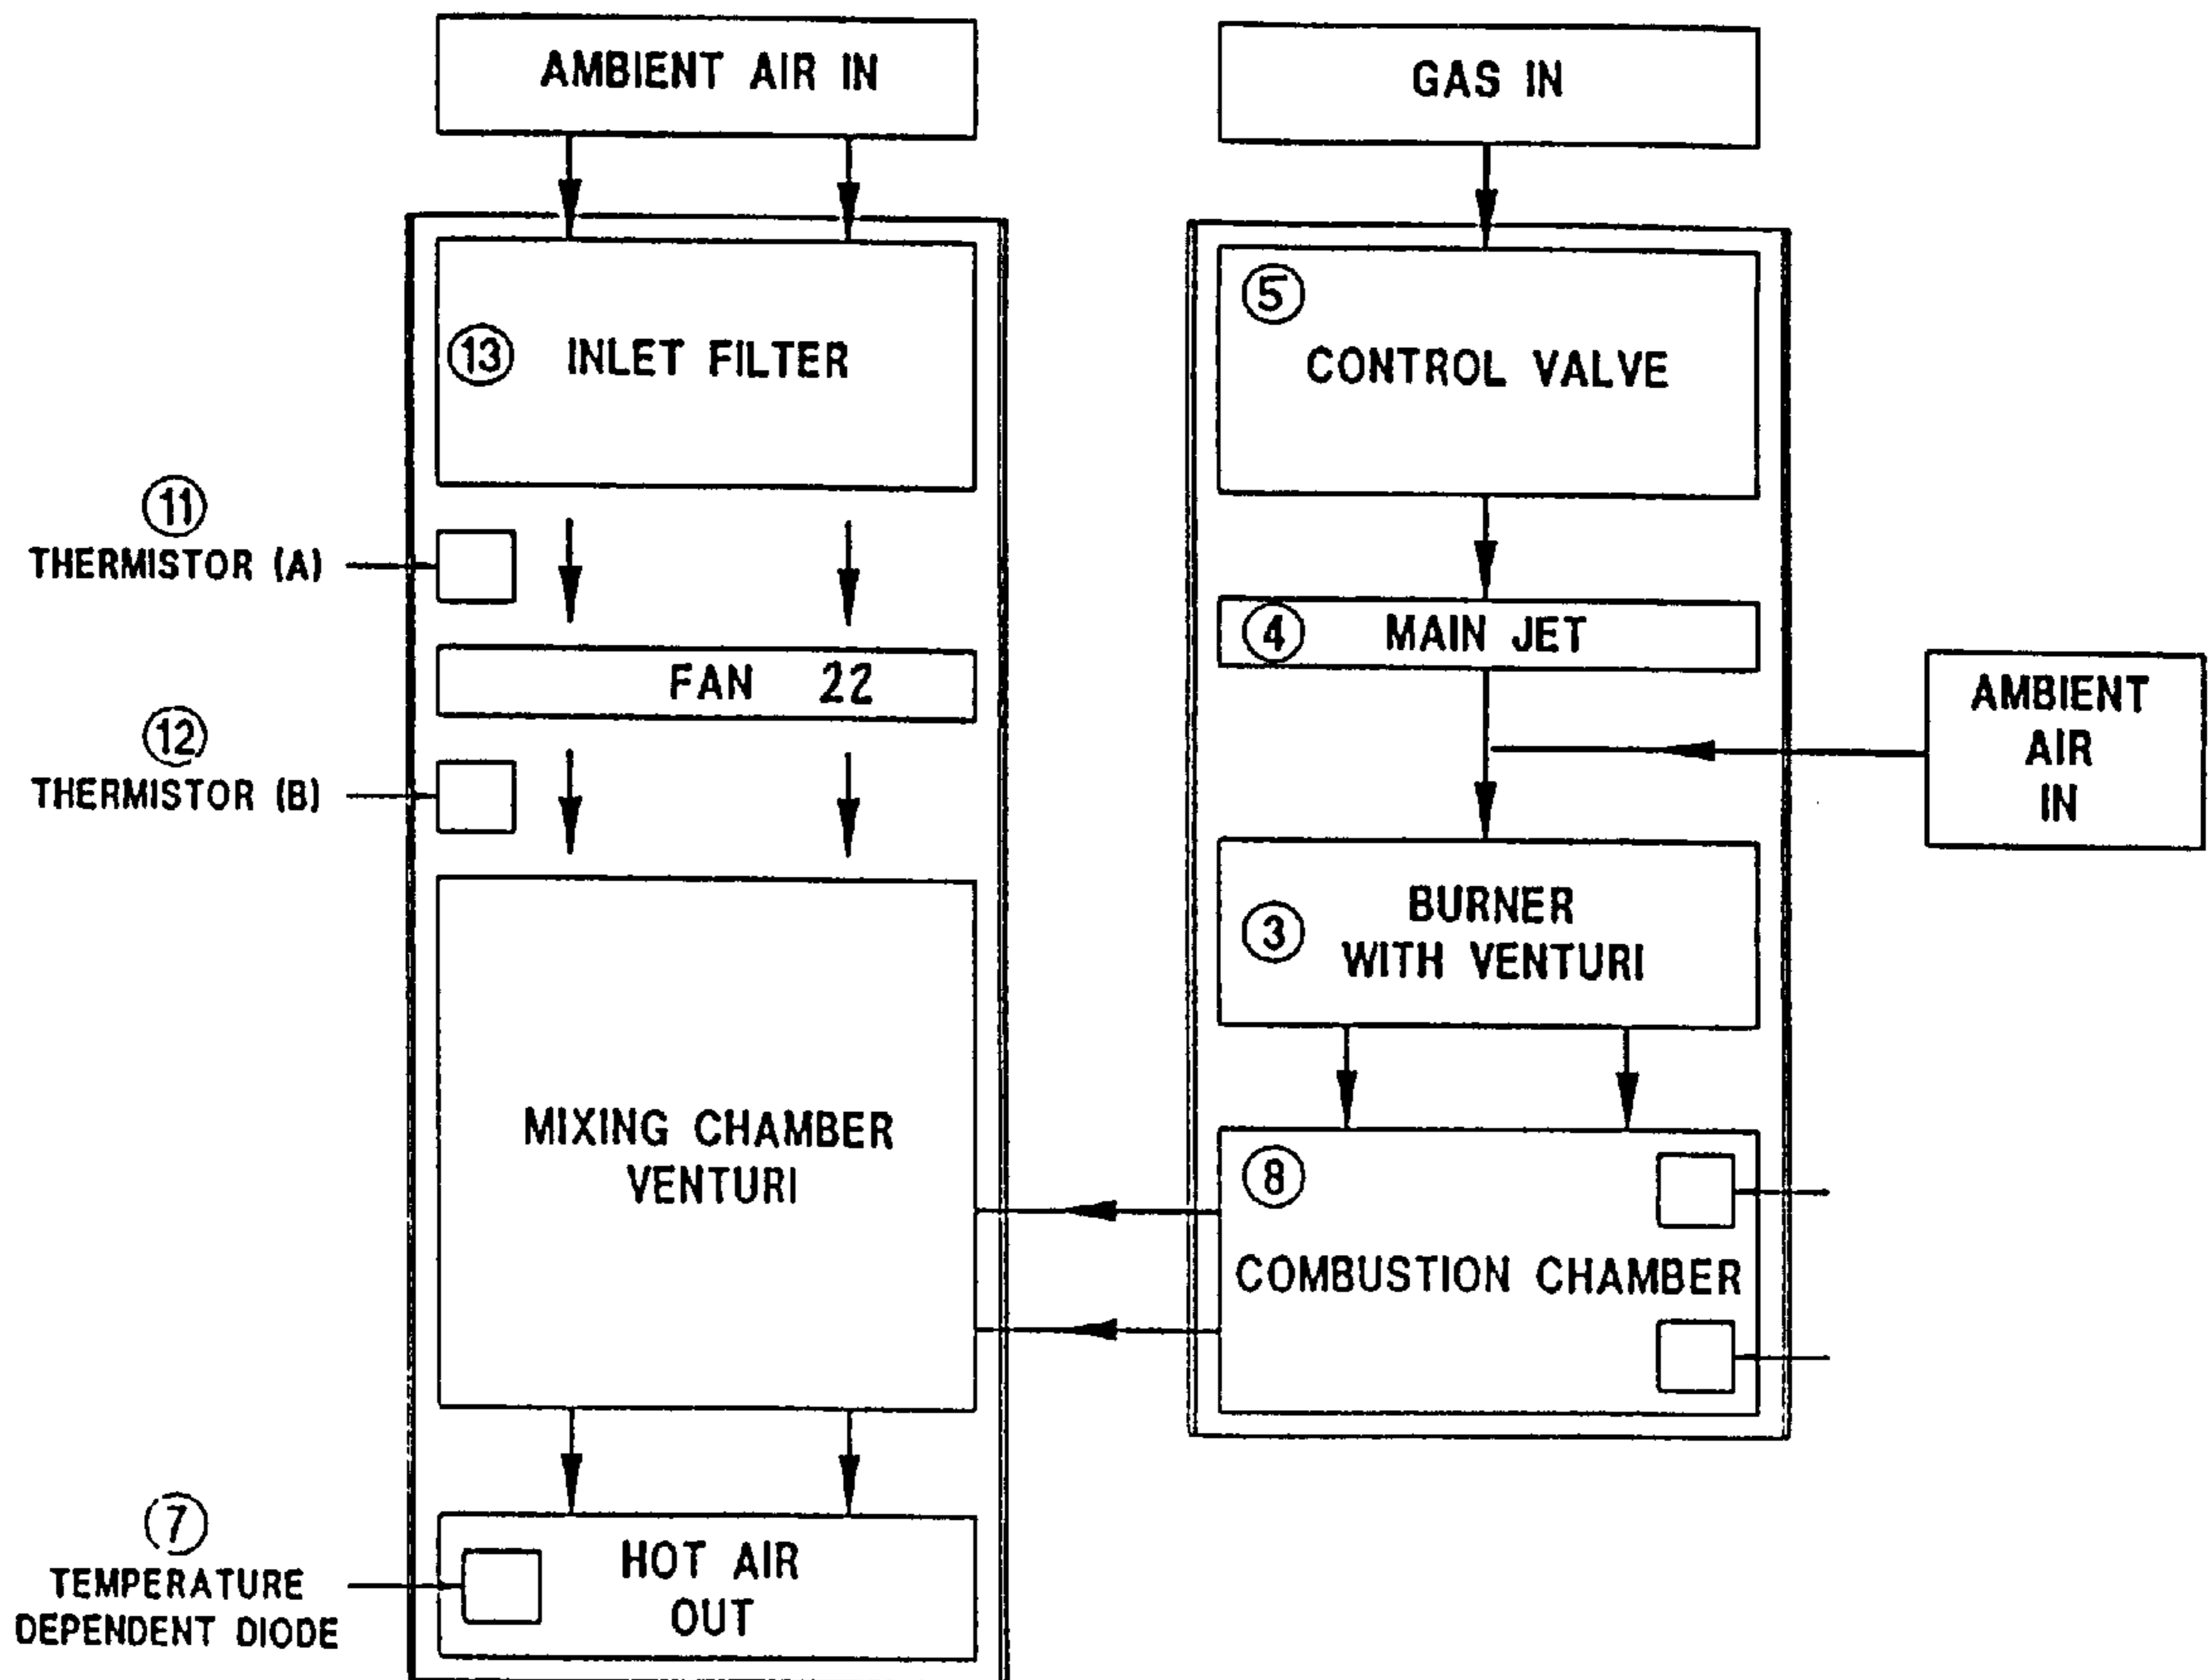 AMBIENT AIR IN
GAS IN
13 INLET FILTER
5
CONTROL VALVE
11
THERMISTOR (A)
4 MAIN JET
FAN 22
AMBIENT
AIR
IN
12
THERMISTOR (B)
3
BURNER
WITH VENTURI
MIXING CHAMBER
VENTURI
8
COMBUSTION CHAMBER
7
TEMPERATURE
DEPENDENT DIODE
HOT AIR
OUT